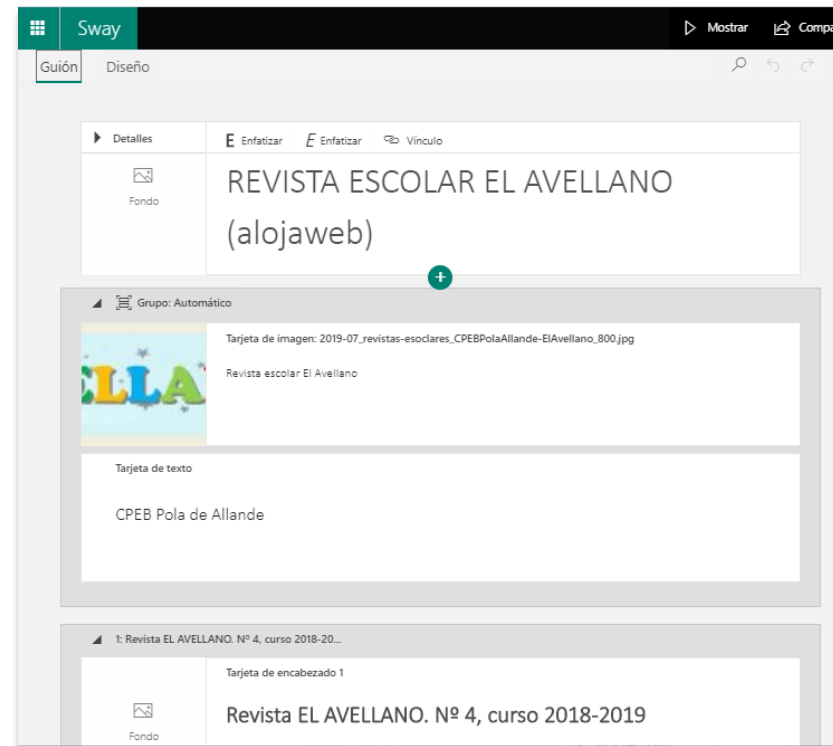 Sway
Mostrar
Compa
Guión
Diseño
Detalles
E Enfatizar
E Enfatizar
Vínculo
Fondo
REVISTA ESCOLAR EL AVELLANO
(alojaweb)
Grupo: Automático
Tarjeta de imagen: 2019-07_revistas-esoclares_CPEBPolaAllande-ElAvellano_800.jpg
ELLA
Revista escolar El Avellano
Tarjeta de texto
CPEB Pola de Allande
1: Revista EL AVELLANO. Nº 4, curso 2018-20...
Tarjeta de encabezado 1
Revista EL AVELLANO. Nº 4, curso 2018-2019
Fondo